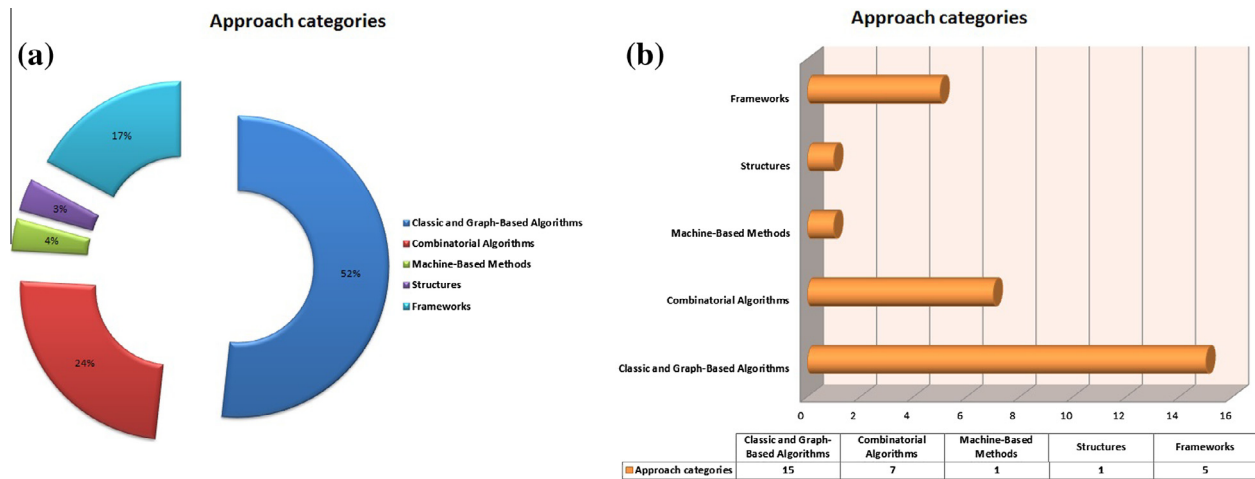 Approach categories
(a)
17%
3%
4%
24%
52%
Classic and Graph-Based Algorithms
Combinatorial Algorithms
Machine-Based Methods
Structures
Frameworks
Approach categories
(b)
Frameworks
Structures
Machine-Based Methods
Combinatorial Algorithms
Classic and Graph-Based Algorithms
0 2 4 6 8 10 12 14 16
Classic and Graph-Based Algorithms Combinatorial Algorithms Machine-Based Methods Structures Frameworks
Approach categories 15 7 1 1 5